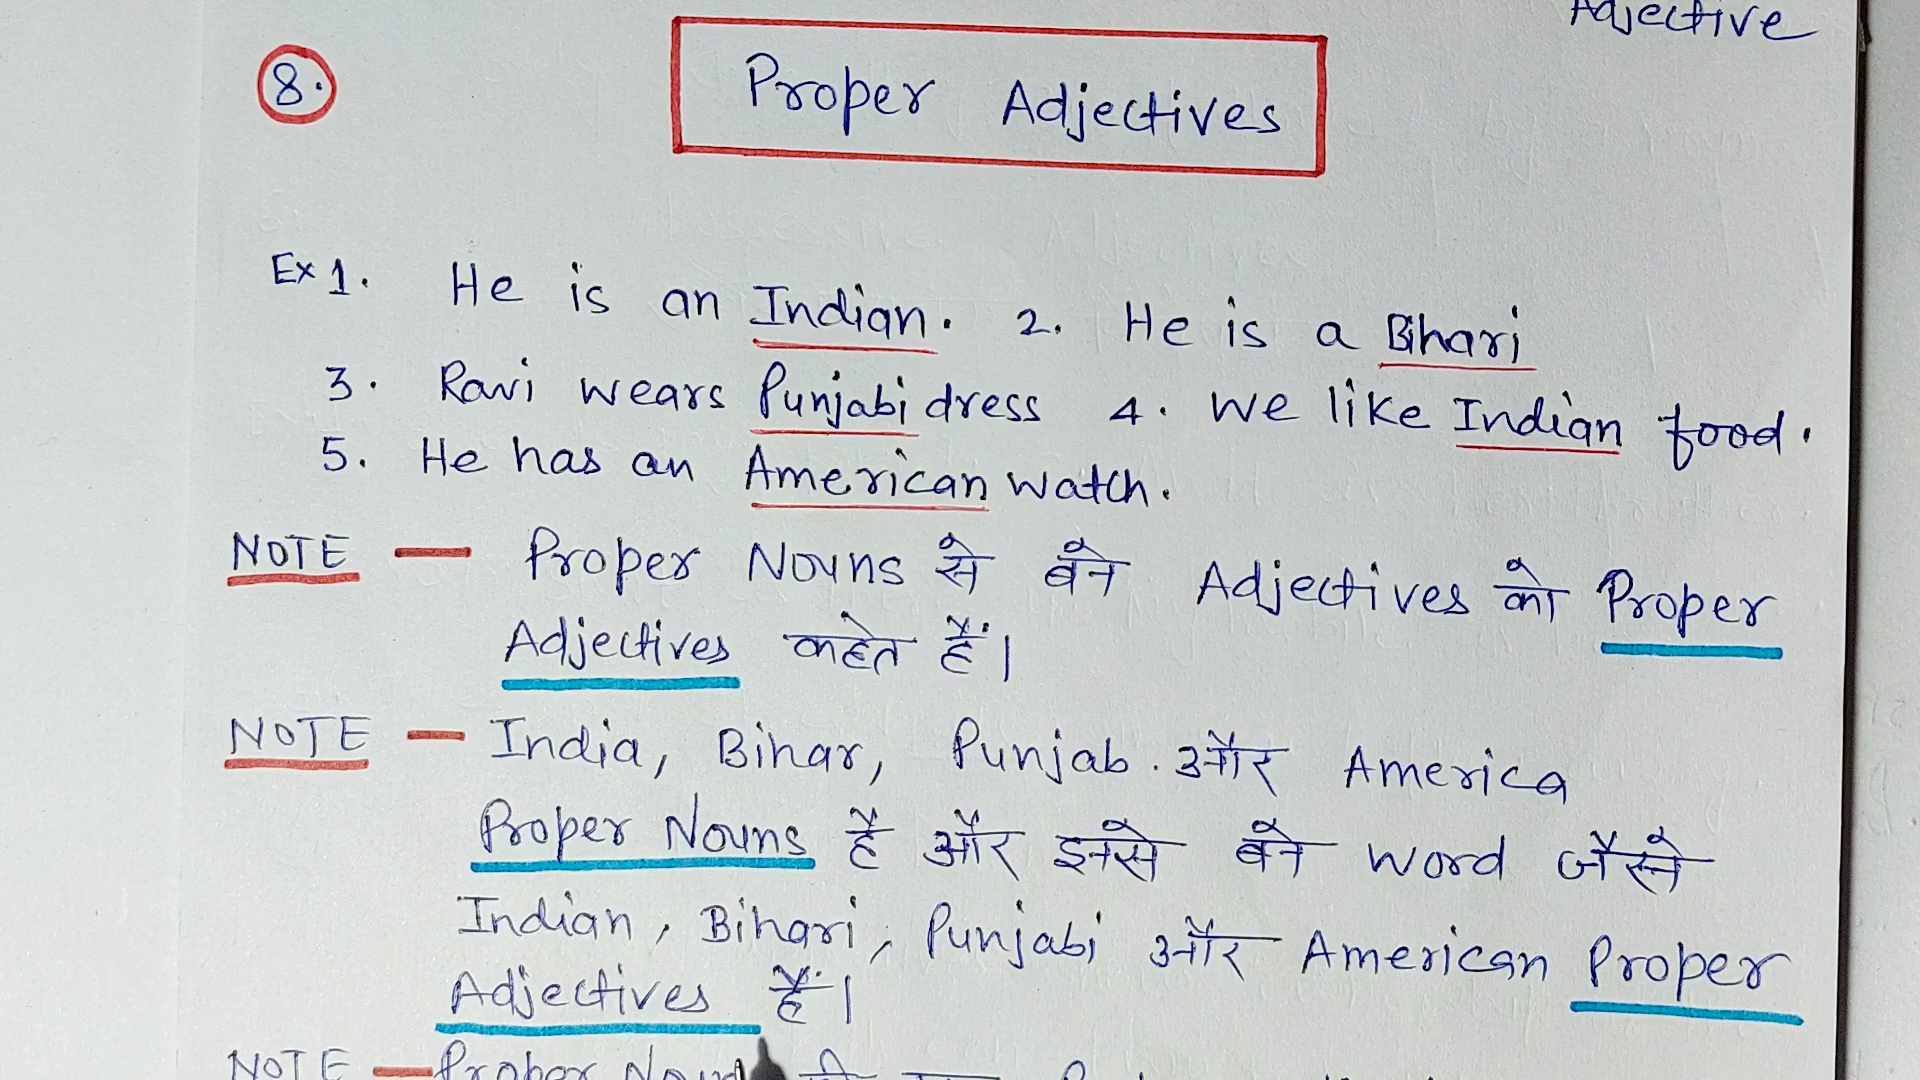 Adjective
8. Proper Adjectives
Ex 1. He is an Indian. 2. He is a Bihari
3. Ravi wears Punjabi dress 4. We like Indian food.
5. He has an American watch.
NOTE — Proper Nouns से बने Adjectives को Proper
Adjectives कहते हैं।
NOTE — India, Bihar, Punjab. और America
Proper Nouns है और इनसे बने word जैसे
Indian, Bihari, Punjabi और American Proper
Adjectives हैं।
NOTE — Proper